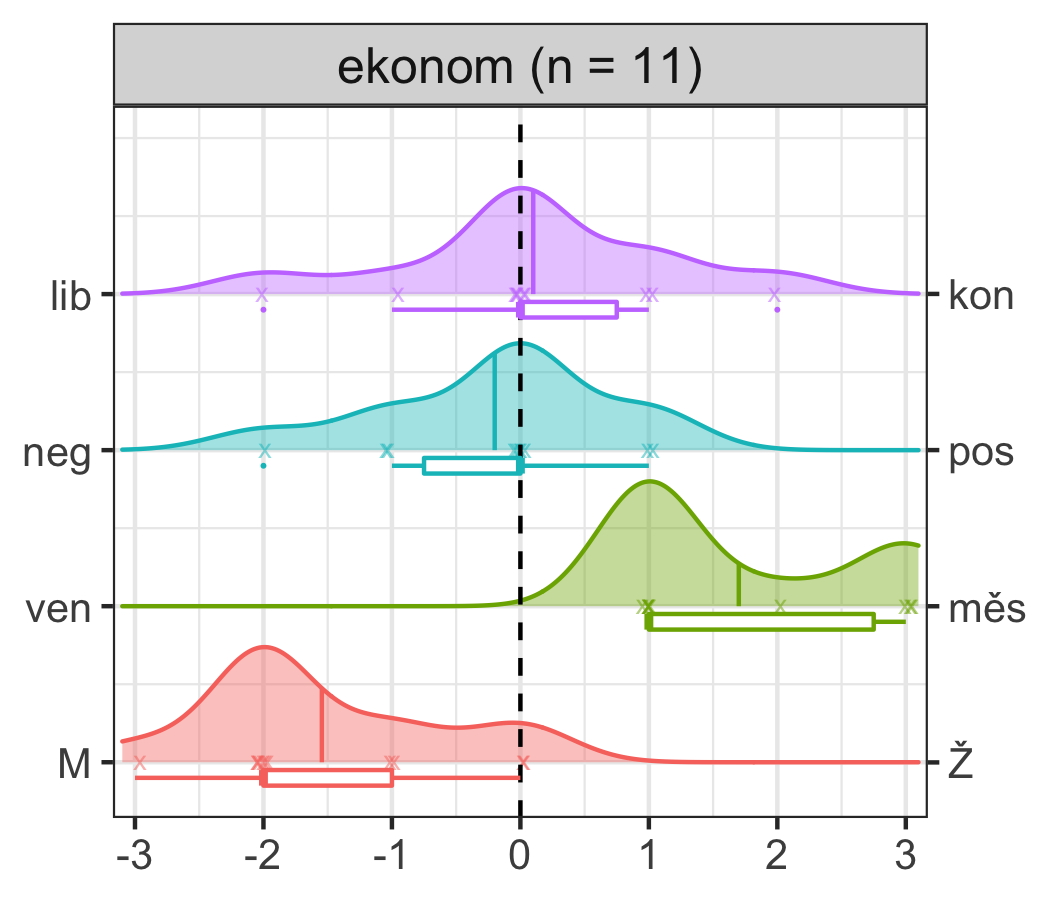 ekonom (n = 11)
lib kon
neg pos
ven měs
M Ž
-3 -2 -1 0 1 2 3